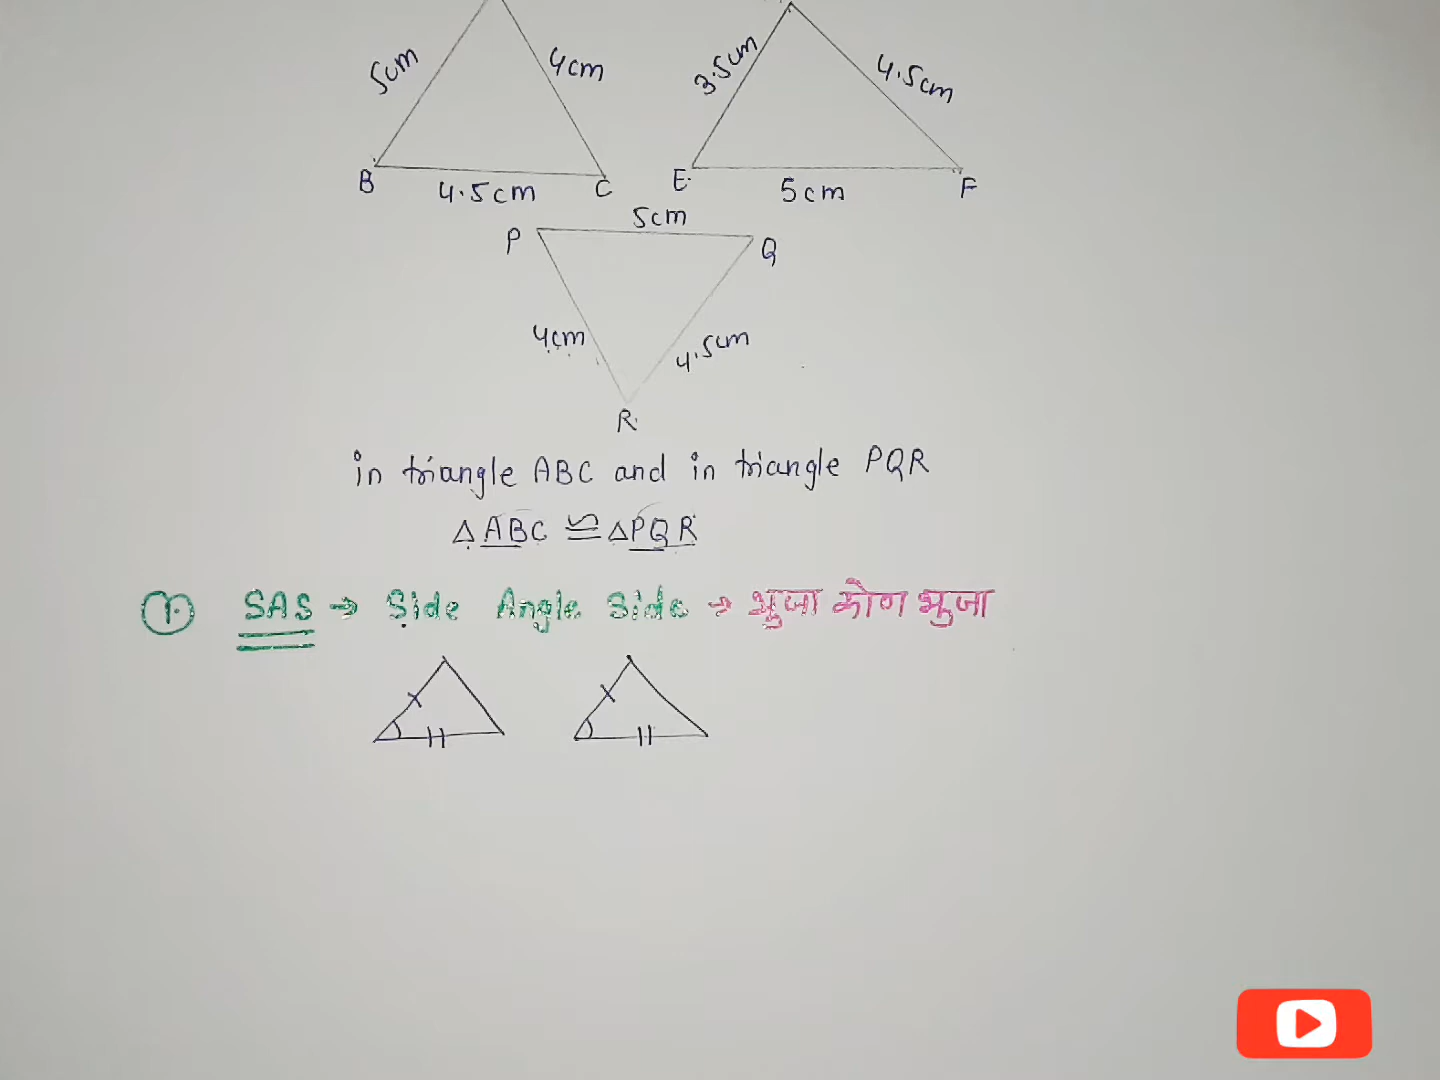 5cm 4cm 3.5cm 4.5cm
B 4.5cm C E 5cm F
P 5cm Q
4cm 4.5cm
R
in triangle ABC and in triangle PQR
△ABC ≅ △PQR
SAS → Side Angle Side → भुजा कोण भुजा